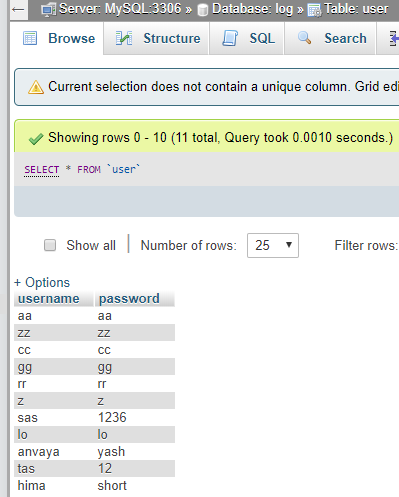 Server: MySQL:3306 » Database: log » Table: user
Browse Structure SQL Search
Current selection does not contain a unique column. Grid edi
Showing rows 0 - 10 (11 total, Query took 0.0010 seconds.)
SELECT * FROM `user`
Show all Number of rows: 25 Filter rows:
+ Options
username password
aa aa
zz zz
cc cc
gg gg
rr rr
z z
sas 1236
lo lo
anvaya yash
tas 12
hima short